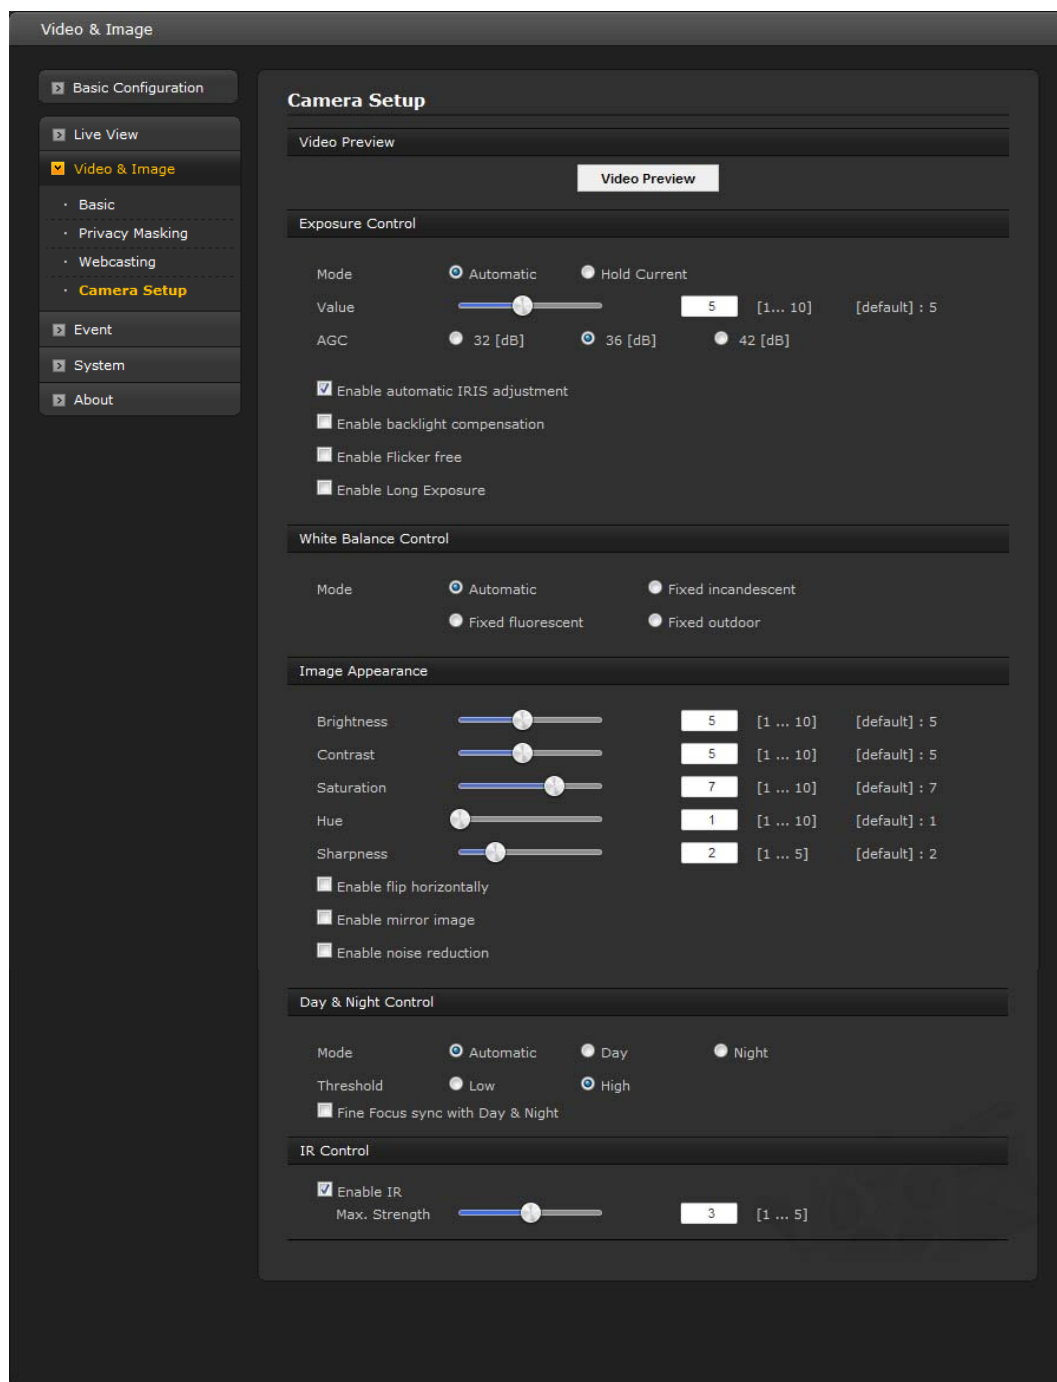 Video & Image
Basic Configuration
Live View
Video & Image
· Basic
· Privacy Masking
· Webcasting
· Camera Setup
Event
System
About
Camera Setup
Video Preview
Video Preview
Exposure Control
Mode Automatic Hold Current
Value 5 [1... 10] [default] : 5
AGC 32 [dB] 36 [dB] 42 [dB]
Enable automatic IRIS adjustment
Enable backlight compensation
Enable Flicker free
Enable Long Exposure
White Balance Control
Mode Automatic Fixed incandescent
Fixed fluorescent Fixed outdoor
Image Appearance
Brightness 5 [1 ... 10] [default] : 5
Contrast 5 [1 ... 10] [default] : 5
Saturation 7 [1 ... 10] [default] : 7
Hue 1 [1 ... 10] [default] : 1
Sharpness 2 [1 ... 5] [default] : 2
Enable flip horizontally
Enable mirror image
Enable noise reduction
Day & Night Control
Mode Automatic Day Night
Threshold Low High
Fine Focus sync with Day & Night
IR Control
Enable IR
Max. Strength 3 [1 ... 5]